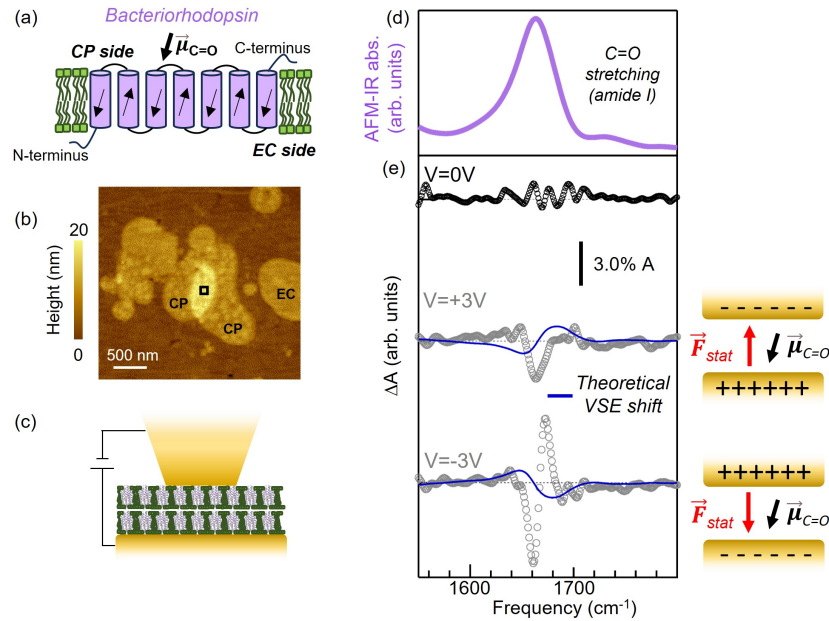 (a)
Bacteriorhodopsin
CP side
μ⃗C=O
C-terminus
N-terminus
EC side
(b)
Height (nm)
20
0
CP
CP
EC
500 nm
(c)
(d)
AFM-IR abs.
(arb. units)
C=O
stretching
(amide I)
(e)
ΔA (arb. units)
V=0V
3.0% A
V=+3V
Theoretical
VSE shift
V=-3V
1600
1700
Frequency (cm⁻¹)
- - - - - -
F⃗stat
μ⃗C=O
++++++
++++++
F⃗stat
μ⃗C=O
- - - - - -